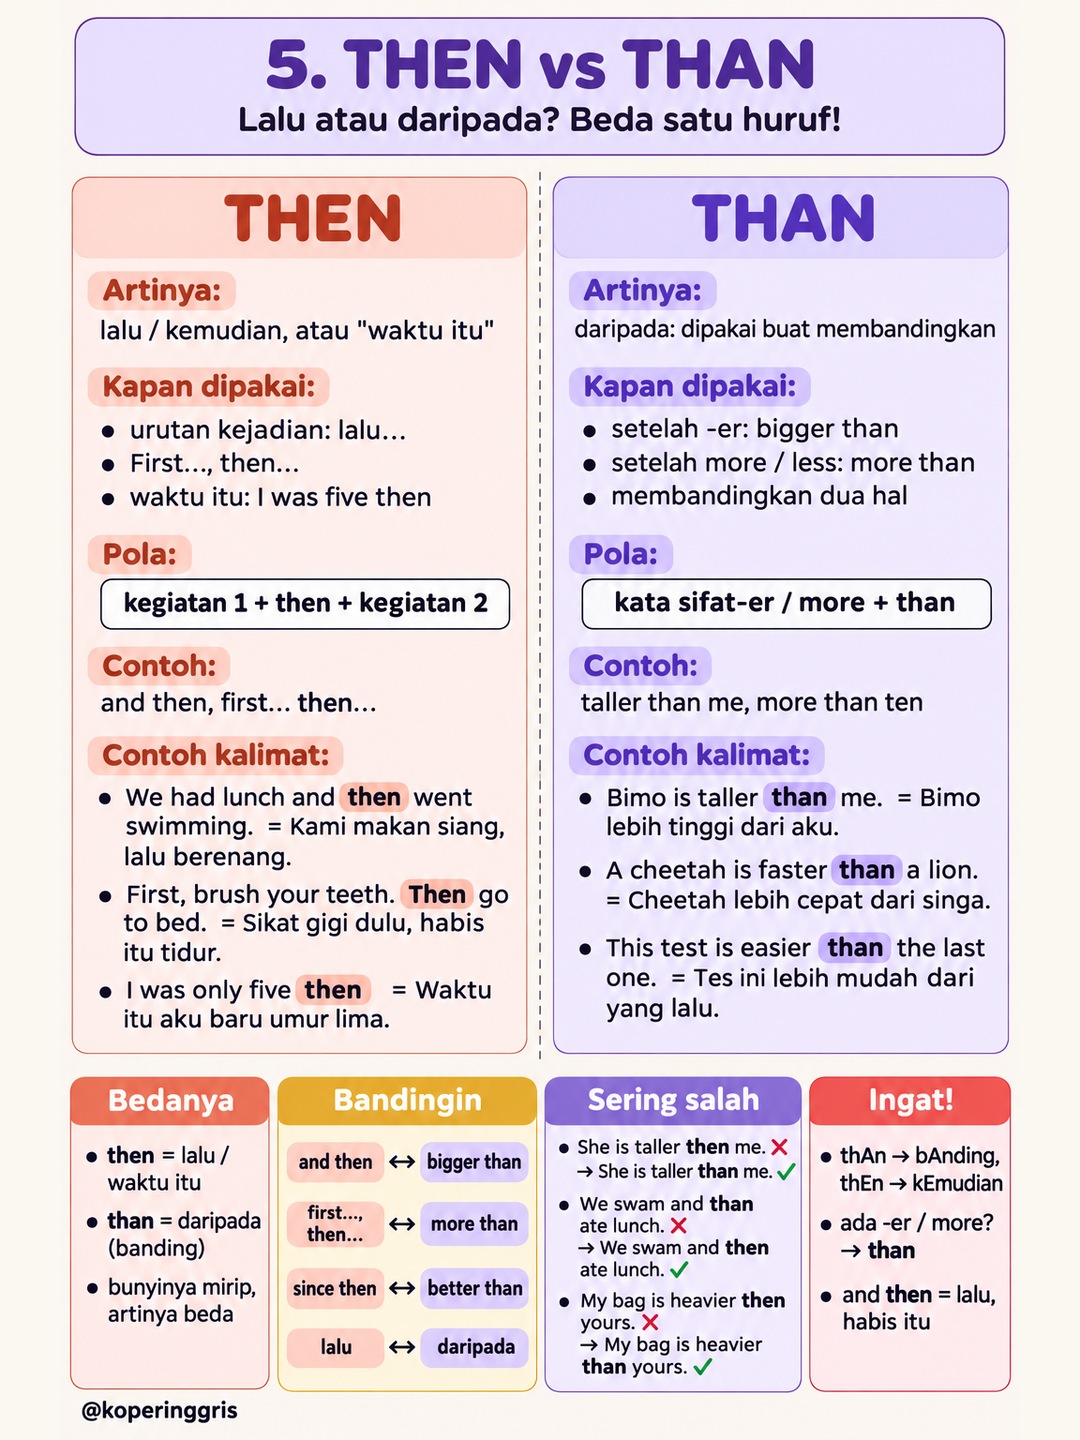 5. THEN vs THAN
Lalu atau daripada? Beda satu huruf!
THEN
Artinya:
lalu / kemudian, atau "waktu itu"
Kapan dipakai:
● urutan kejadian: lalu...
● First..., then...
● waktu itu: I was five then
Pola:
kegiatan 1 + then + kegiatan 2
Contoh:
and then, first... then...
Contoh kalimat:
● We had lunch and then went
swimming. = Kami makan siang,
lalu berenang.
● First, brush your teeth. Then go
to bed. = Sikat gigi dulu, habis
itu tidur.
● I was only five then = Waktu
itu aku baru umur lima.
THAN
Artinya:
daripada: dipakai buat membandingkan
Kapan dipakai:
● setelah -er: bigger than
● setelah more / less: more than
● membandingkan dua hal
Pola:
kata sifat-er / more + than
Contoh:
taller than me, more than ten
Contoh kalimat:
● Bimo is taller than me. = Bimo
lebih tinggi dari aku.
● A cheetah is faster than a lion.
= Cheetah lebih cepat dari singa.
● This test is easier than the last
one. = Tes ini lebih mudah dari
yang lalu.
Bedanya
● then = lalu /
waktu itu
● than = daripada
(banding)
● bunyinya mirip,
artinya beda
Bandingin
and then ↔ bigger than
first...,
then... ↔ more than
since then ↔ better than
lalu ↔ daripada
Sering salah
● She is taller then me. ❌
→ She is taller than me. ✓
● We swam and than
ate lunch. ❌
→ We swam and then
ate lunch. ✓
● My bag is heavier then
yours. ❌
→ My bag is heavier
than yours. ✓
Ingat!
● thAn → bAnding,
thEn → kEmudian
● ada -er / more?
→ than
● and then = lalu,
habis itu
@koperinggris